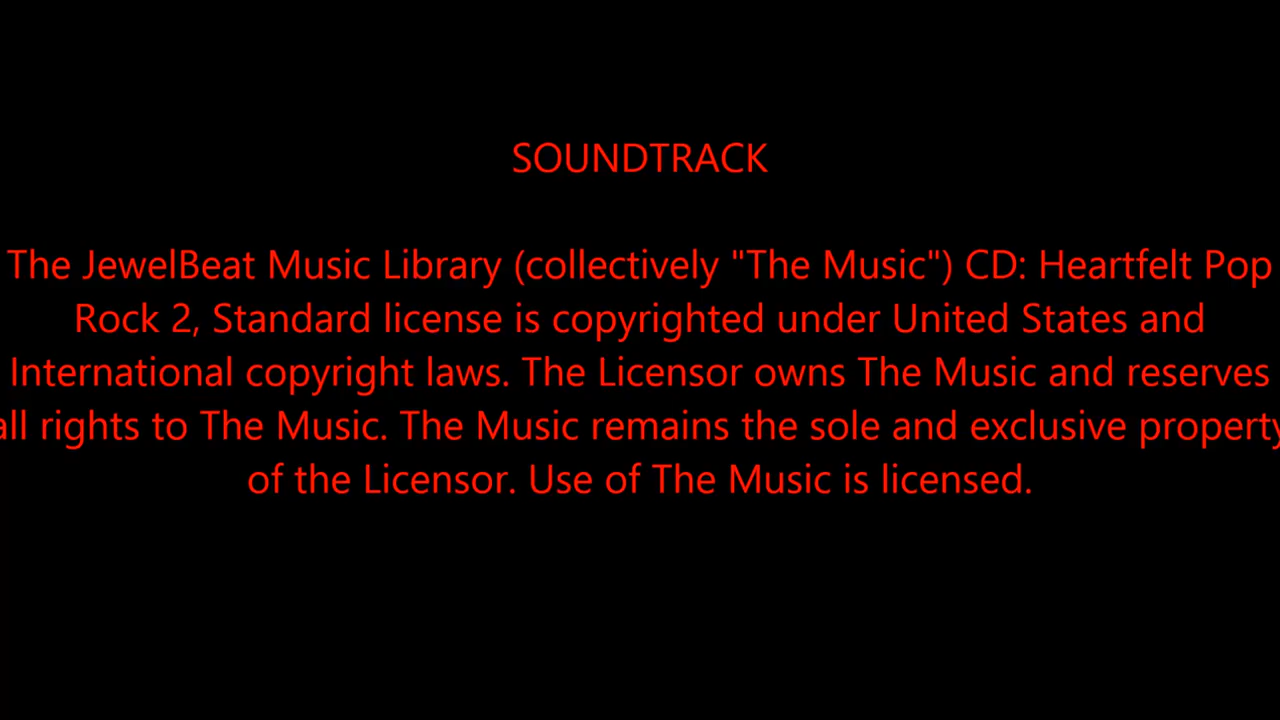 SOUNDTRACK
The JewelBeat Music Library (collectively "The Music") CD: Heartfelt Pop
Rock 2, Standard license is copyrighted under United States and
International copyright laws. The Licensor owns The Music and reserves
all rights to The Music. The Music remains the sole and exclusive property
of the Licensor. Use of The Music is licensed.